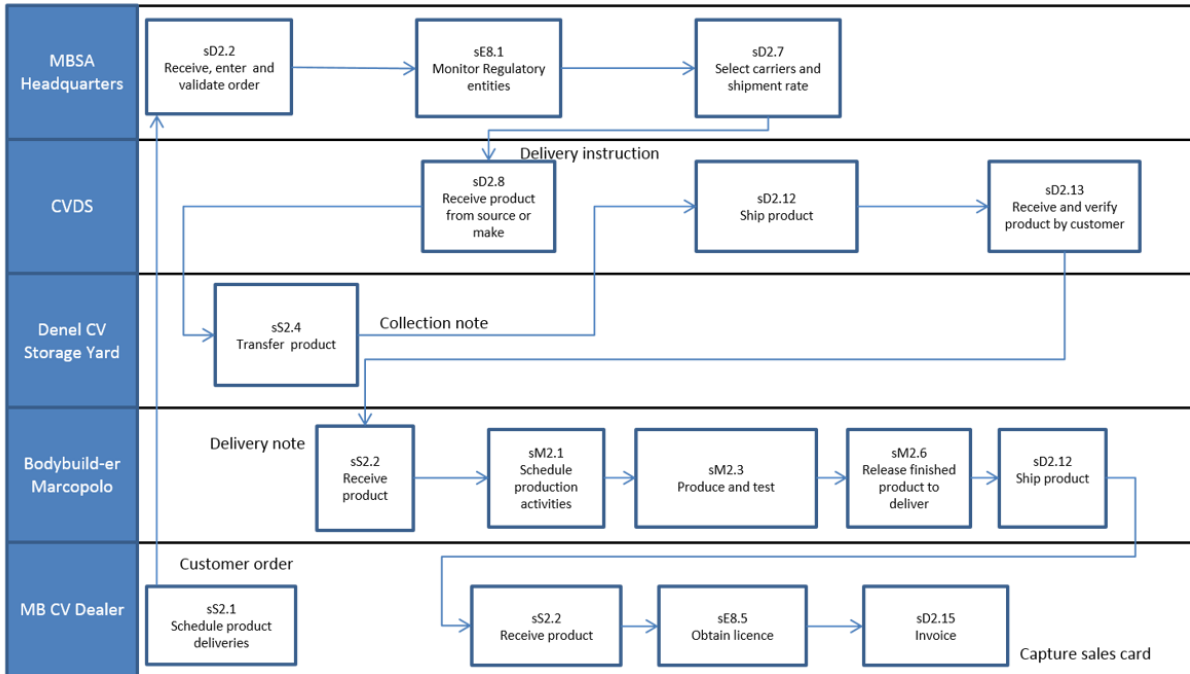 MBSA
Headquarters
sD2.2
Receive, enter and
validate order
sE8.1
Monitor Regulatory
entities
sD2.7
Select carriers and
shipment rate
Delivery instruction
CVDS
sD2.8
Receive product
from source or
make
sD2.12
Ship product
sD2.13
Receive and verify
product by customer
Denel CV
Storage Yard
sS2.4
Transfer product
Collection note
Bodybuild-er
Marcopolo
Delivery note
sS2.2
Receive
product
sM2.1
Schedule
production
activities
sM2.3
Produce and test
sM2.6
Release finished
product to
deliver
sD2.12
Ship product
MB CV Dealer
Customer order
sS2.1
Schedule product
deliveries
sS2.2
Receive product
sE8.5
Obtain licence
sD2.15
Invoice
Capture sales card